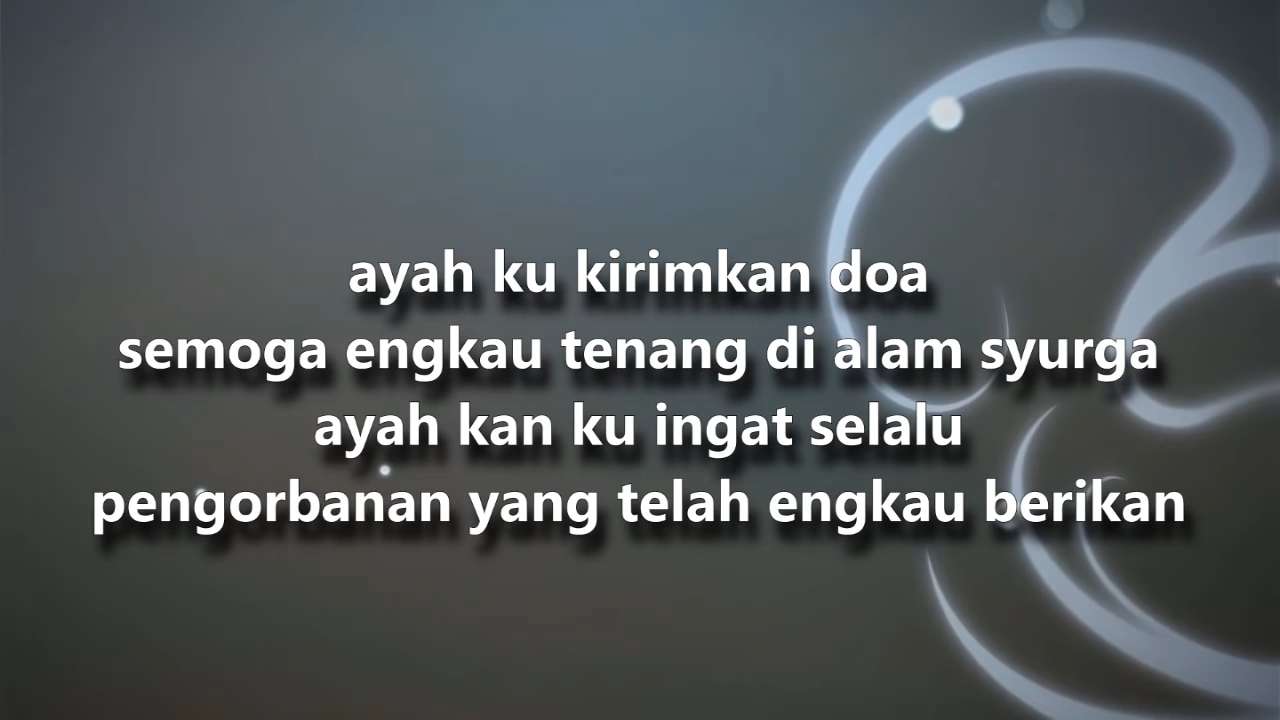 ayah ku kirimkan doa
semoga engkau tenang di alam syurga
ayah kan ku ingat selalu
pengorbanan yang telah engkau berikan